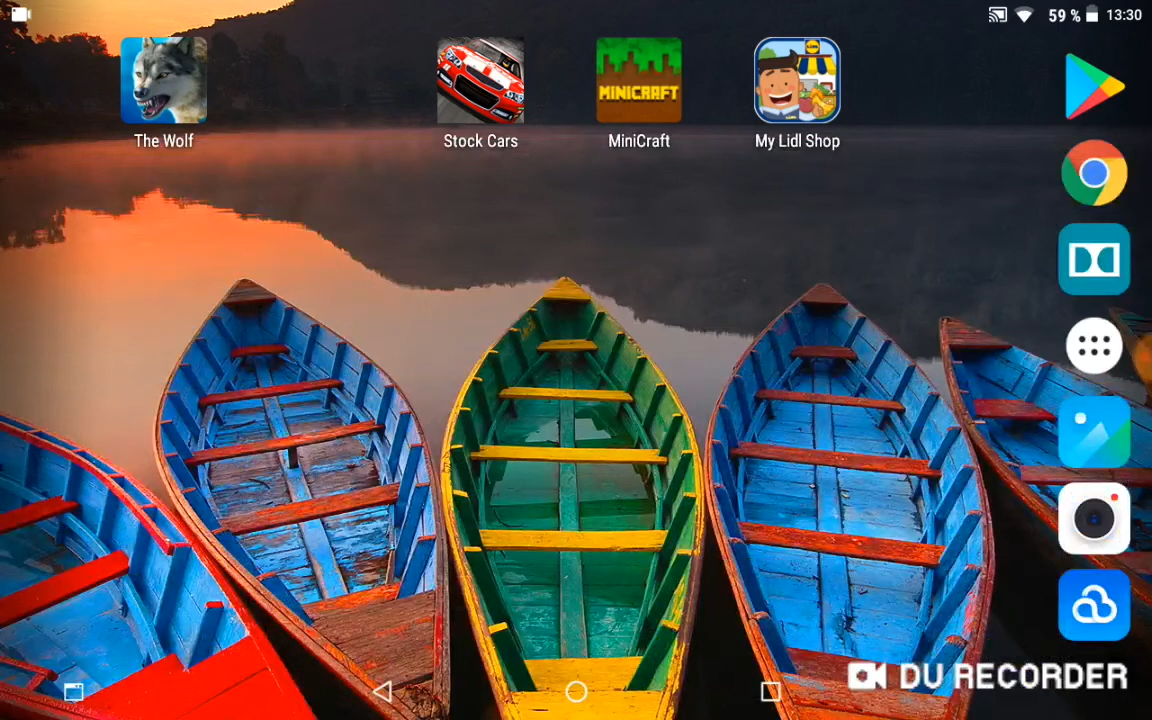 59 % 13:30
MINICRAFT
The Wolf
Stock Cars
MiniCraft
My Lidl Shop
DU RECORDER